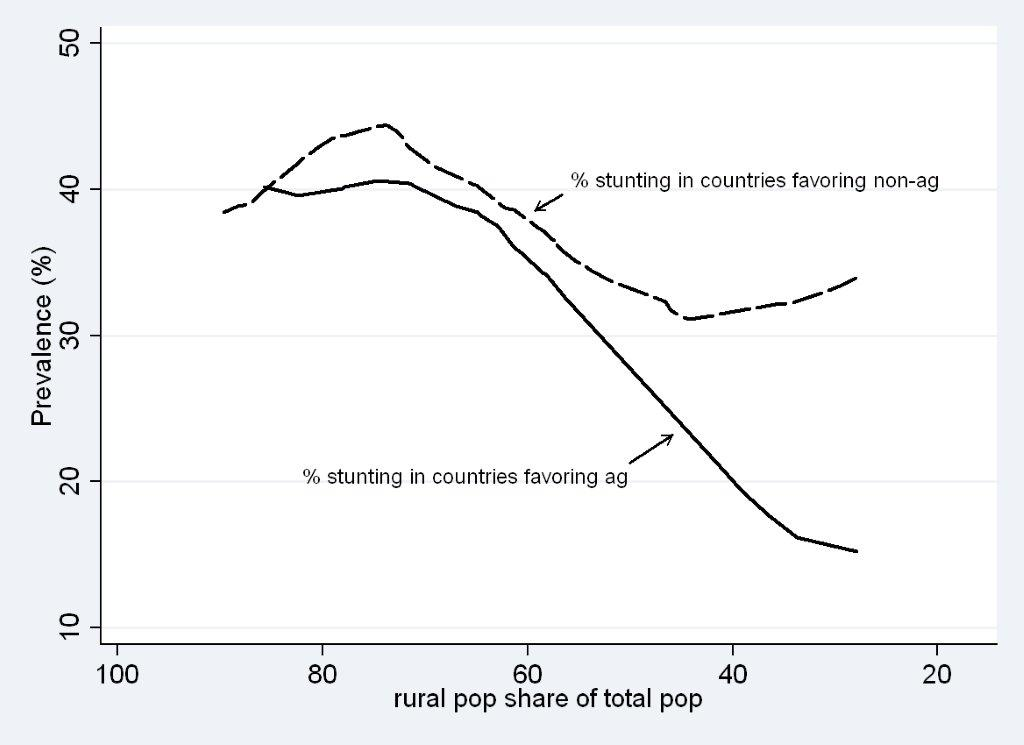 50
40
30
20
10
Prevalence (%)
% stunting in countries favoring non-ag
% stunting in countries favoring ag
100 80 60 40 20
rural pop share of total pop